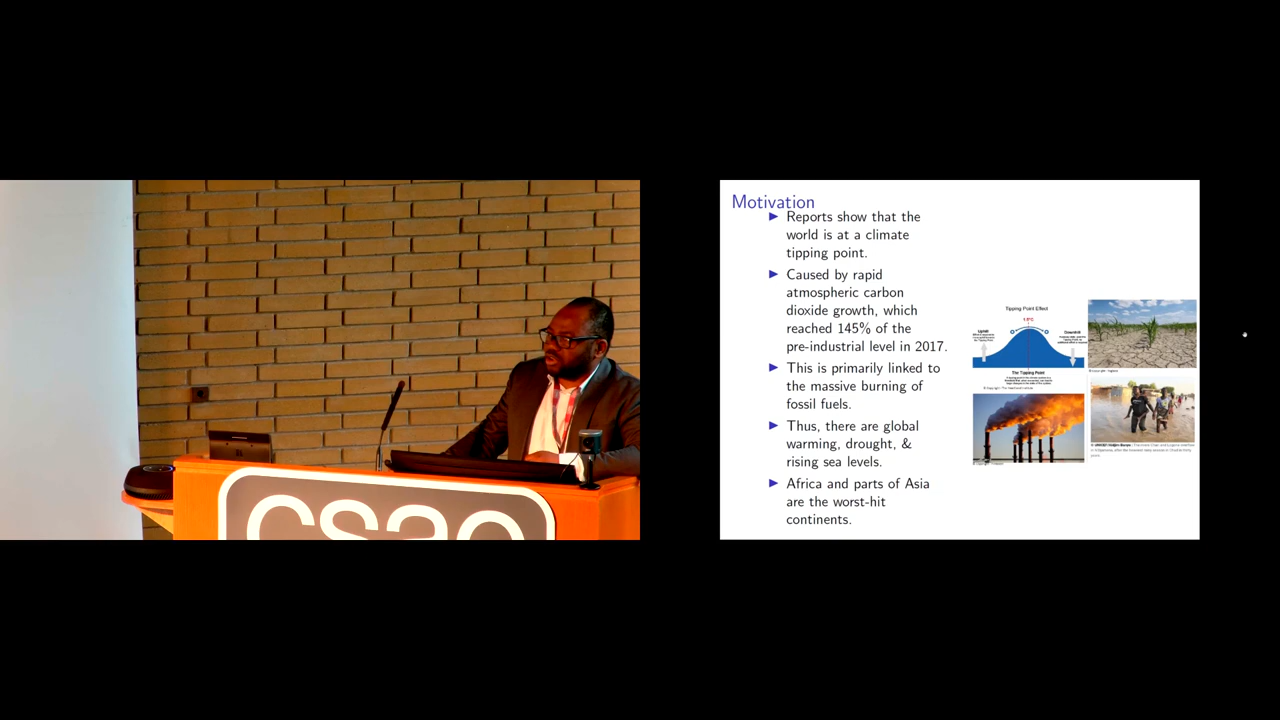 Motivation
Reports show that the
world is at a climate
tipping point.
Caused by rapid
atmospheric carbon
dioxide growth, which
reached 145% of the
pre-industrial level in 2017.
This is primarily linked to
the massive burning of
fossil fuels.
Thus, there are global
warming, drought, &
rising sea levels.
Africa and parts of Asia
are the worst-hit
continents.
Tipping Point Effect
Uphill
Downhill
The Tipping Point
csae